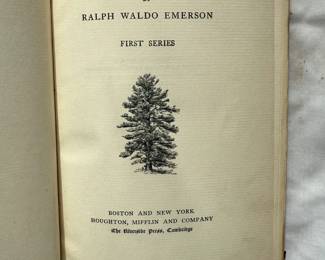 RALPH WALDO EMERSON
FIRST SERIES
BOSTON AND NEW YORK
HOUGHTON, MIFFLIN AND COMPANY
The Riverside Press, Cambridge